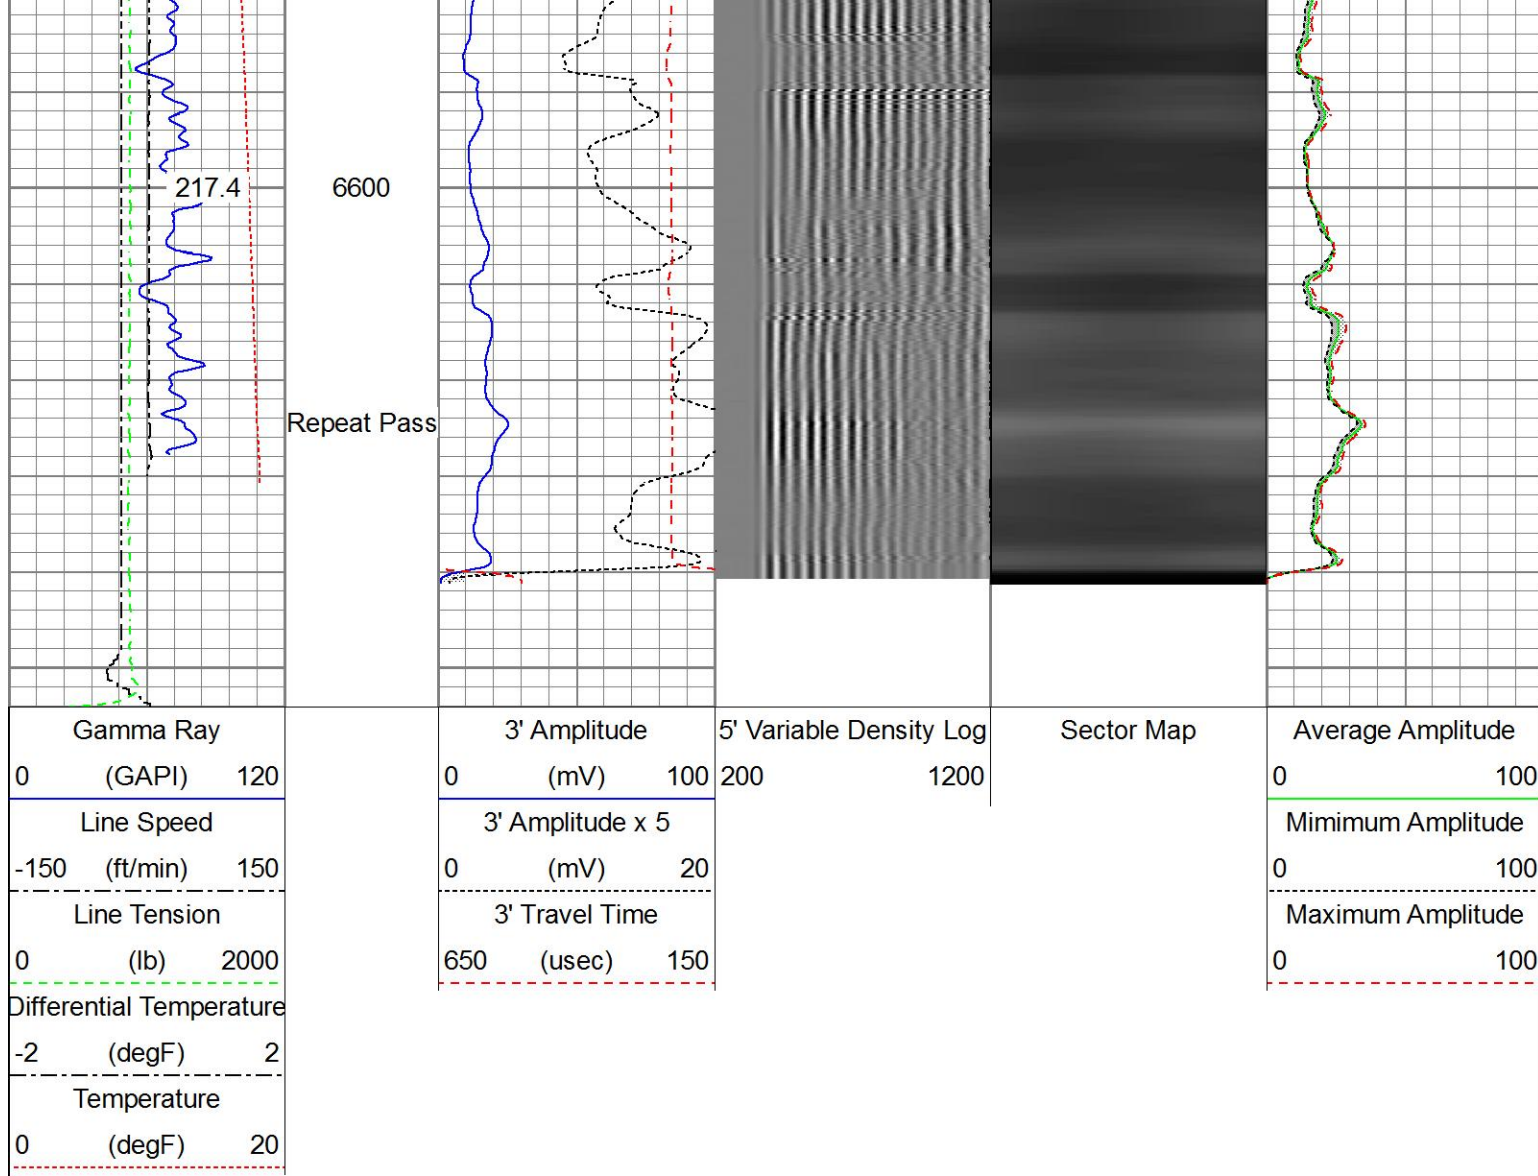 217.4
6600
Repeat Pass
Gamma Ray
0 (GAPI) 120
Line Speed
-150 (ft/min) 150
Line Tension
0 (lb) 2000
Differential Temperature
-2 (degF) 2
Temperature
0 (degF) 20
3' Amplitude
0 (mV) 100
3' Amplitude x 5
0 (mV) 20
3' Travel Time
650 (usec) 150
5' Variable Density Log
200 1200
Sector Map
Average Amplitude
0 100
Mimimum Amplitude
0 100
Maximum Amplitude
0 100